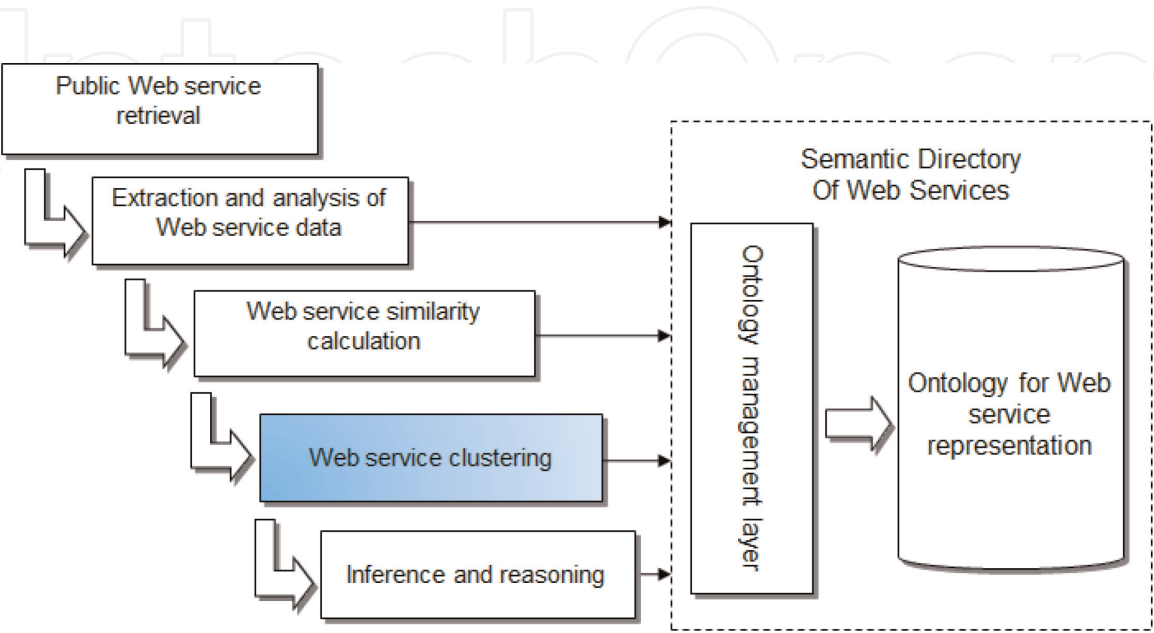 IntechOpen
Public Web service
retrieval
Extraction and analysis of
Web service data
Web service similarity
calculation
Web service clustering
Inference and reasoning
Semantic Directory
Of Web Services
Ontology management layer
Ontology for Web
service
representation